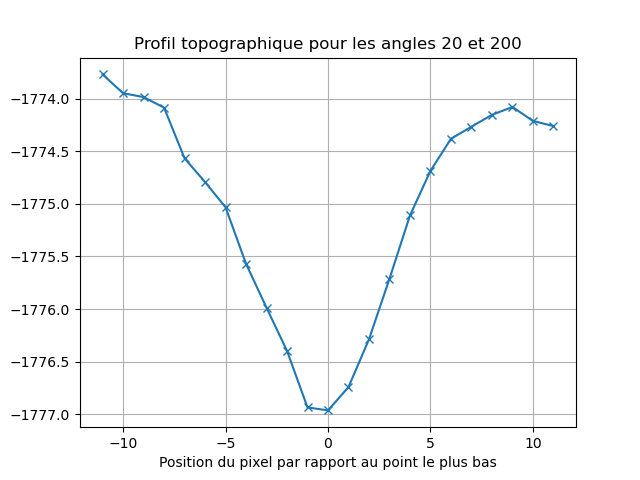 Profil topographique pour les angles 20 et 200
−1774.0
−1774.5
−1775.0
−1775.5
−1776.0
−1776.5
−1777.0
−10 −5 0 5 10
Position du pixel par rapport au point le plus bas